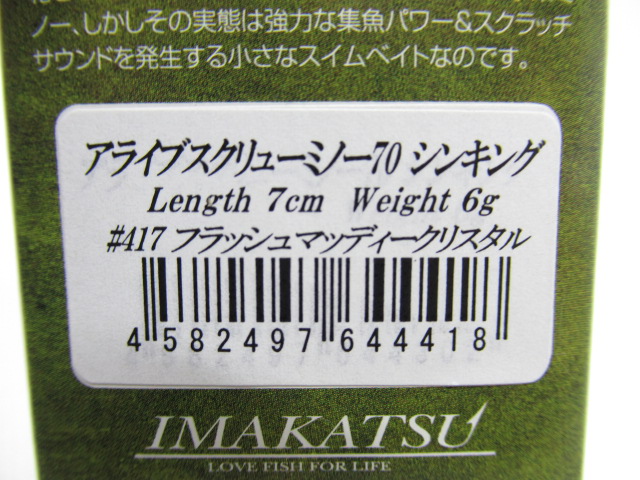 ノー、しかしその実態は強力な集魚パワー&スクラッチ
サウンドを発生する小さなスイムベイトなのです。
アライブスクリューミノー70 シンキング
Length 7cm Weight 6g
#417 フラッシュマッディークリスタル
4 582497 644418
IMAKATSU
LOVE FISH FOR LIFE